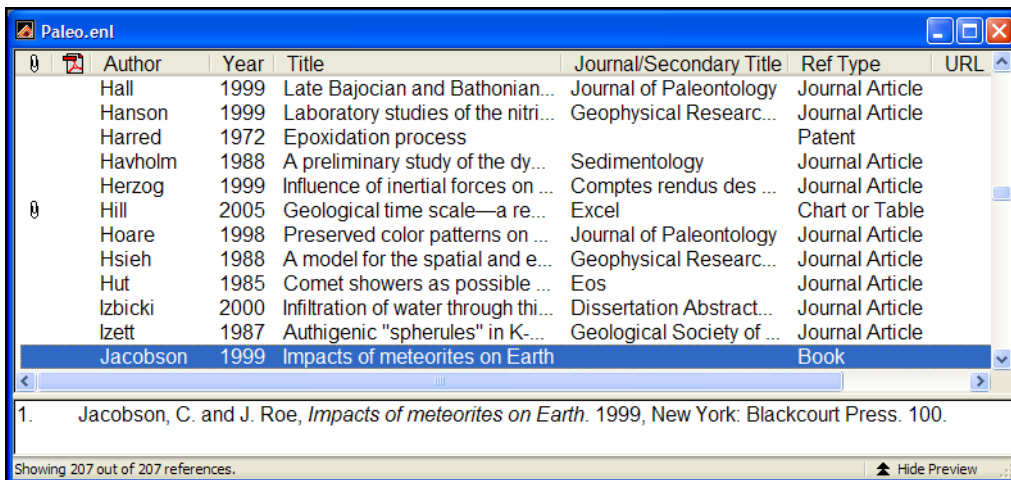 Paleo.enl
Author Year Title Journal/Secondary Title Ref Type URL
Hall 1999 Late Bajocian and Bathonian... Journal of Paleontology Journal Article
Hanson 1999 Laboratory studies of the nitri... Geophysical Researc... Journal Article
Harred 1972 Epoxidation process Patent
Havholm 1988 A preliminary study of the dy... Sedimentology Journal Article
Herzog 1999 Influence of inertial forces on ... Comptes rendus des ... Journal Article
Hill 2005 Geological time scale—a re... Excel Chart or Table
Hoare 1998 Preserved color patterns on ... Journal of Paleontology Journal Article
Hsieh 1988 A model for the spatial and e... Geophysical Researc... Journal Article
Hut 1985 Comet showers as possible ... Eos Journal Article
Izbicki 2000 Infiltration of water through thi... Dissertation Abstract... Journal Article
Izett 1987 Authigenic "spherules" in K-... Geological Society of ... Journal Article
Jacobson 1999 Impacts of meteorites on Earth Book
1. Jacobson, C. and J. Roe, Impacts of meteorites on Earth. 1999, New York: Blackcourt Press. 100.
Showing 207 out of 207 references. Hide Preview